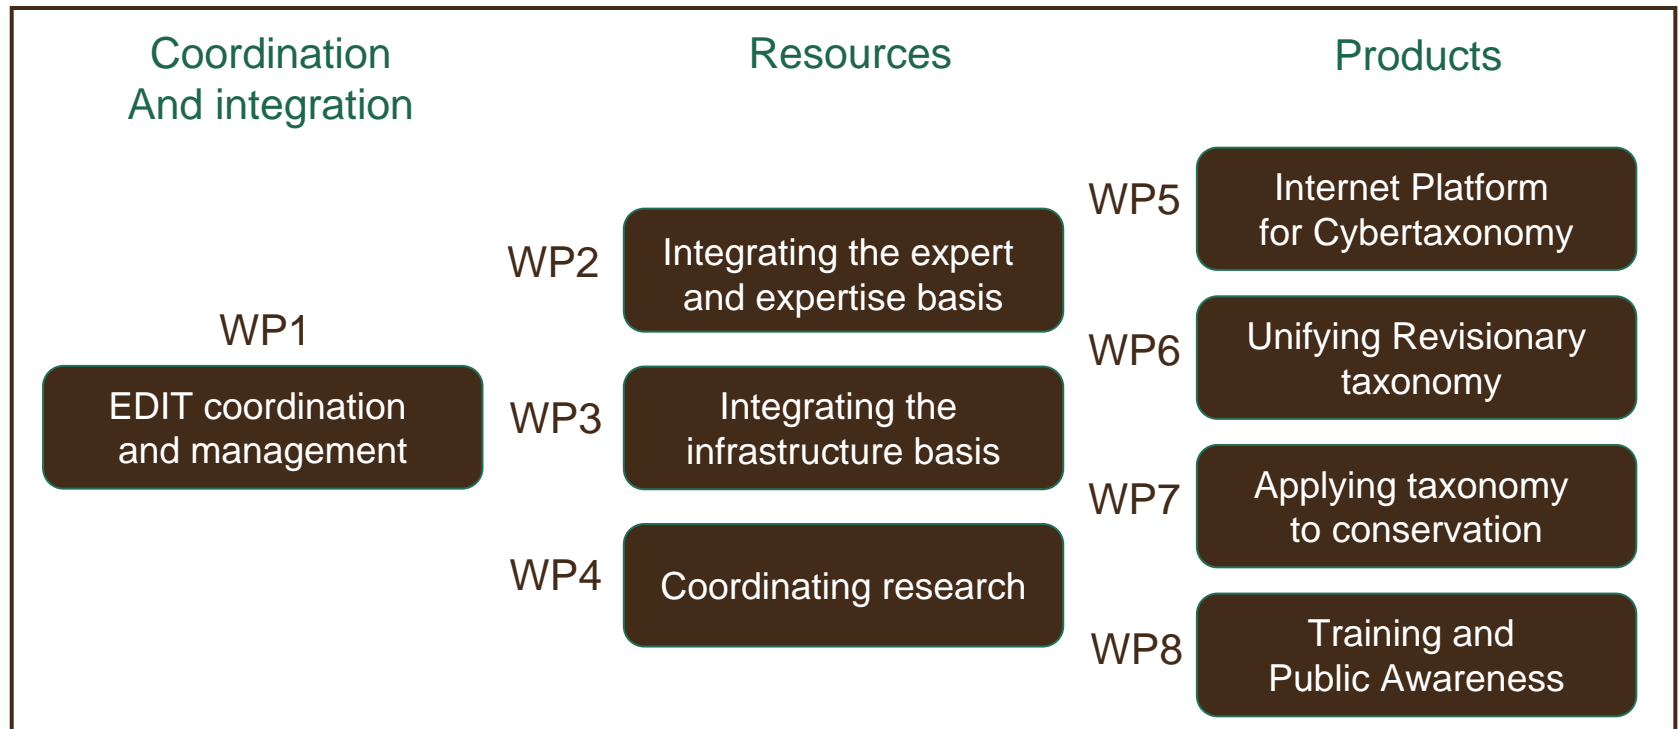 Coordination
And integration
WP1
EDIT coordination
and management
Resources
WP2
Integrating the expert
and expertise basis
WP3
Integrating the
infrastructure basis
WP4
Coordinating research
Products
WP5
Internet Platform
for Cybertaxonomy
WP6
Unifying Revisionary
taxonomy
WP7
Applying taxonomy
to conservation
WP8
Training and
Public Awareness